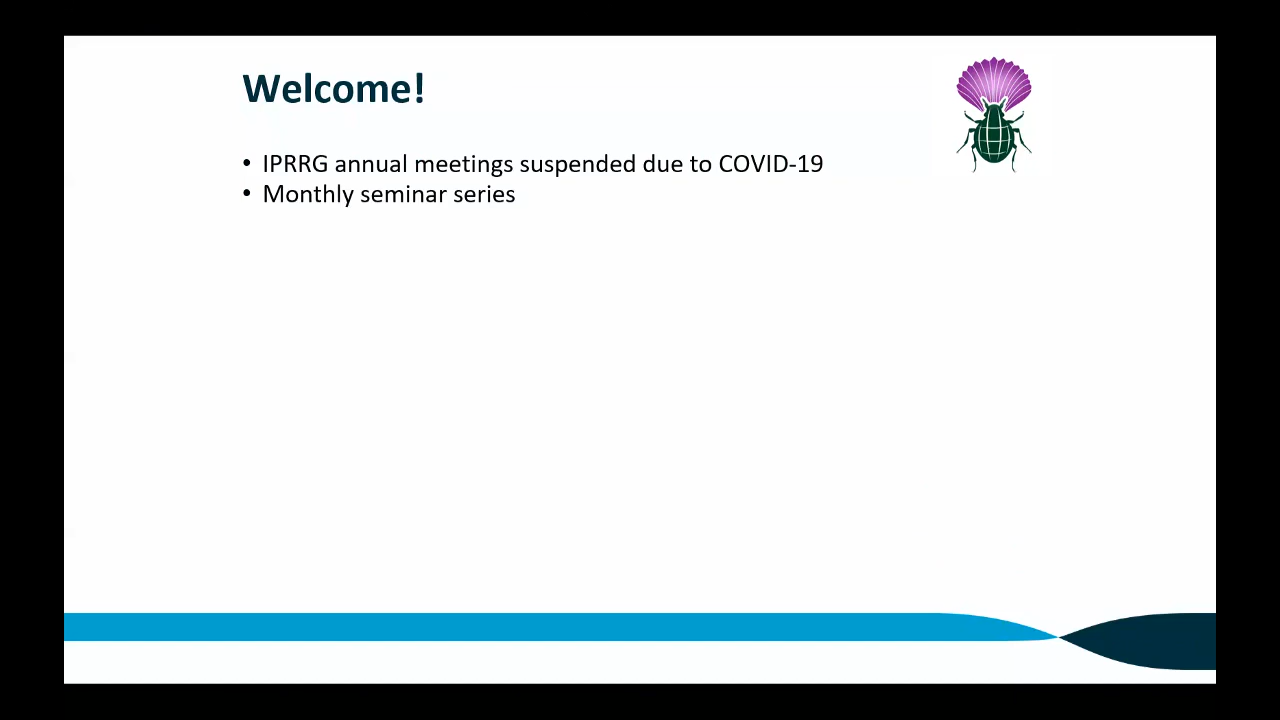 Welcome!
• IPRRG annual meetings suspended due to COVID-19
• Monthly seminar series